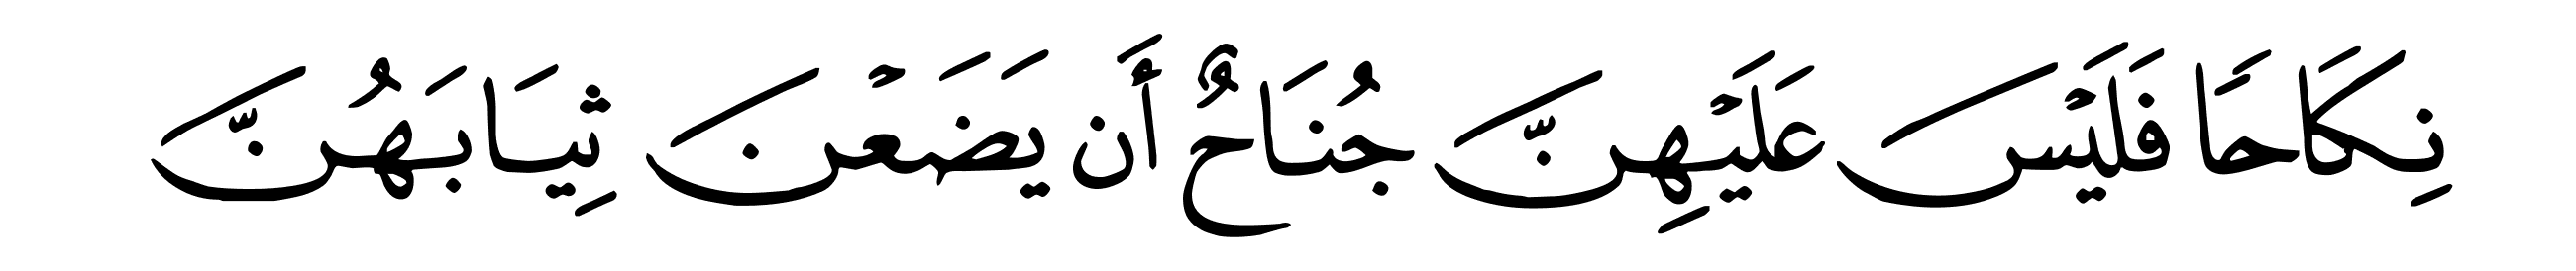 نِكَاحًا فَلَيْسَ عَلَيْهِنَّ جُنَاحٌ أَن يَضَعْنَ ثِيَابَهُنَّ